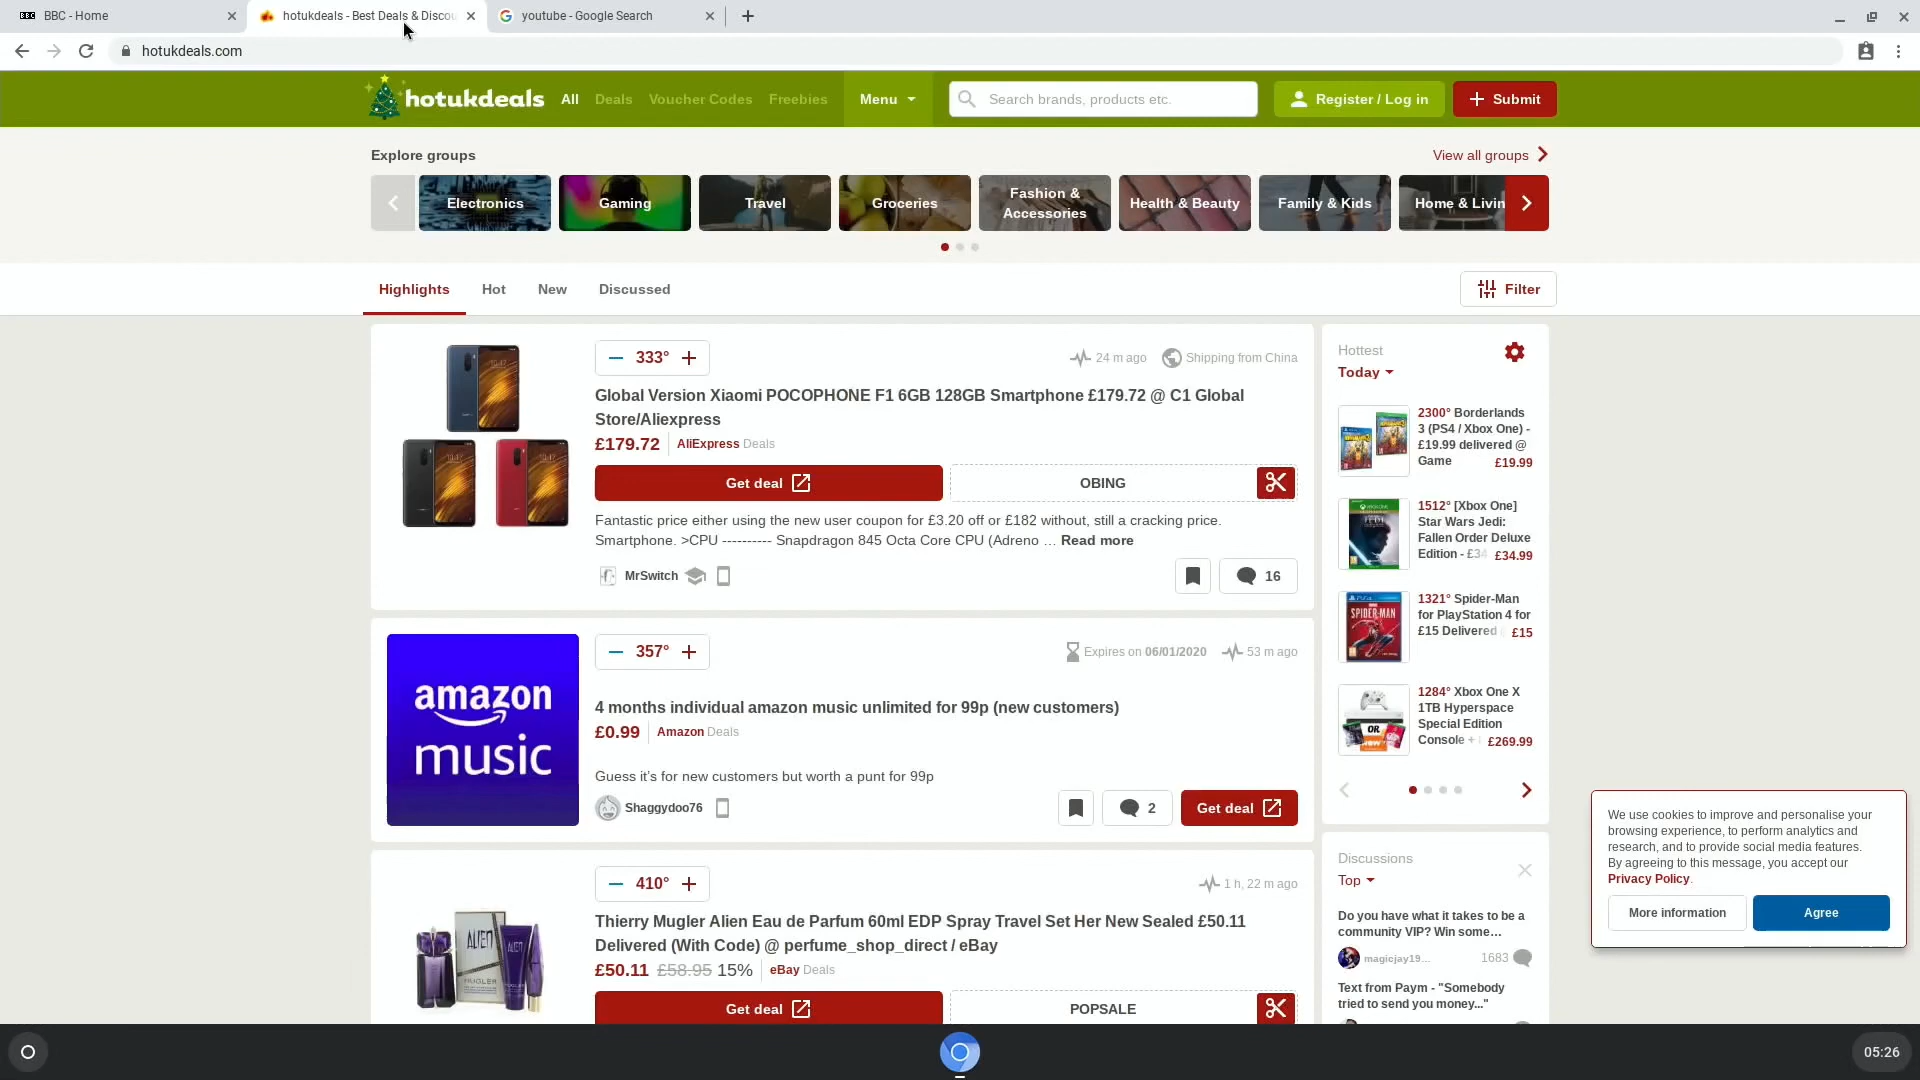 BBC - Home
hotukdeals - Best Deals & Discou
youtube - Google Search
hotukdeals.com
hotukdeals
All
Deals
Voucher Codes
Freebies
Menu
Search brands, products etc.
Register / Log in
Submit
Explore groups
View all groups
Electronics
Gaming
Travel
Groceries
Fashion &
Accessories
Health & Beauty
Family & Kids
Home & Livin
Highlights
Hot
New
Discussed
Filter
333°
24 m ago
Shipping from China
Global Version Xiaomi POCOPHONE F1 6GB 128GB Smartphone £179.72 @ C1 Global
Store/Aliexpress
£179.72
AliExpress Deals
Get deal
OBING
Fantastic price either using the new user coupon for £3.20 off or £182 without, still a cracking price.
Smartphone. >CPU ---------- Snapdragon 845 Octa Core CPU (Adreno … Read more
MrSwitch
16
amazon
music
357°
Expires on 06/01/2020
53 m ago
4 months individual amazon music unlimited for 99p (new customers)
£0.99
Amazon Deals
Guess it's for new customers but worth a punt for 99p
Shaggydoo76
2
Get deal
ALIEN
MUGLER
410°
1 h, 22 m ago
Thierry Mugler Alien Eau de Parfum 60ml EDP Spray Travel Set Her New Sealed £50.11
Delivered (With Code) @ perfume_shop_direct / eBay
£50.11 £58.95 15%
eBay Deals
Get deal
POPSALE
Hottest
Today
2300° Borderlands
3 (PS4 / Xbox One) -
£19.99 delivered @
Game
£19.99
1512° [Xbox One]
Star Wars Jedi:
Fallen Order Deluxe
Edition - £34
£34.99
SPIDER-MAN
1321° Spider-Man
for PlayStation 4 for
£15 Delivered
£15
OR
1284° Xbox One X
1TB Hyperspace
Special Edition
Console +
£269.99
Discussions
Top
Do you have what it takes to be a
community VIP? Win some…
magicjay19…
1683
Text from Paym - "Somebody
tried to send you money..."
We use cookies to improve and personalise your
browsing experience, to perform analytics and
research, and to provide social media features.
By agreeing to this message, you accept our
Privacy Policy.
More information
Agree
05:26